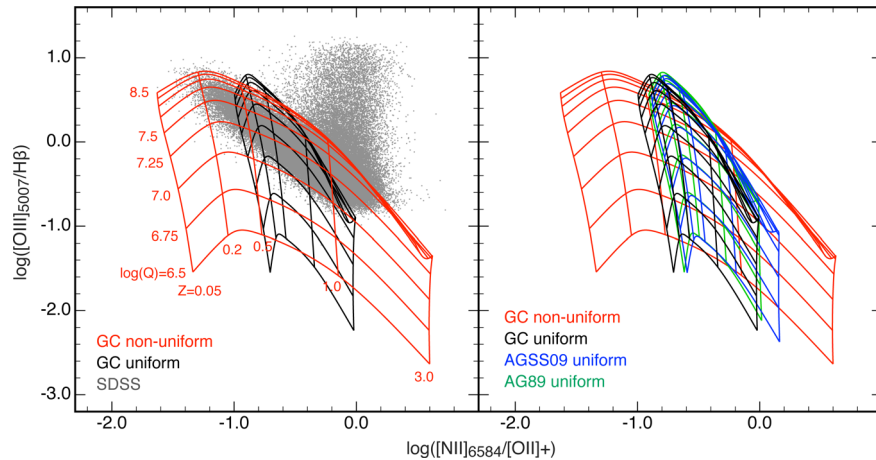 log([OIII]5007/Hβ)
1.0
0.0
-1.0
-2.0
-3.0
8.5
7.5
7.25
7.0
6.75
log(Q)=6.5
Z=0.05
0.2
0.5
1.0
3.0
GC non-uniform
GC uniform
SDSS
GC non-uniform
GC uniform
AGSS09 uniform
AG89 uniform
-2.0 -1.0 0.0 -2.0 -1.0 0.0
log([NII]6584/[OII]+)